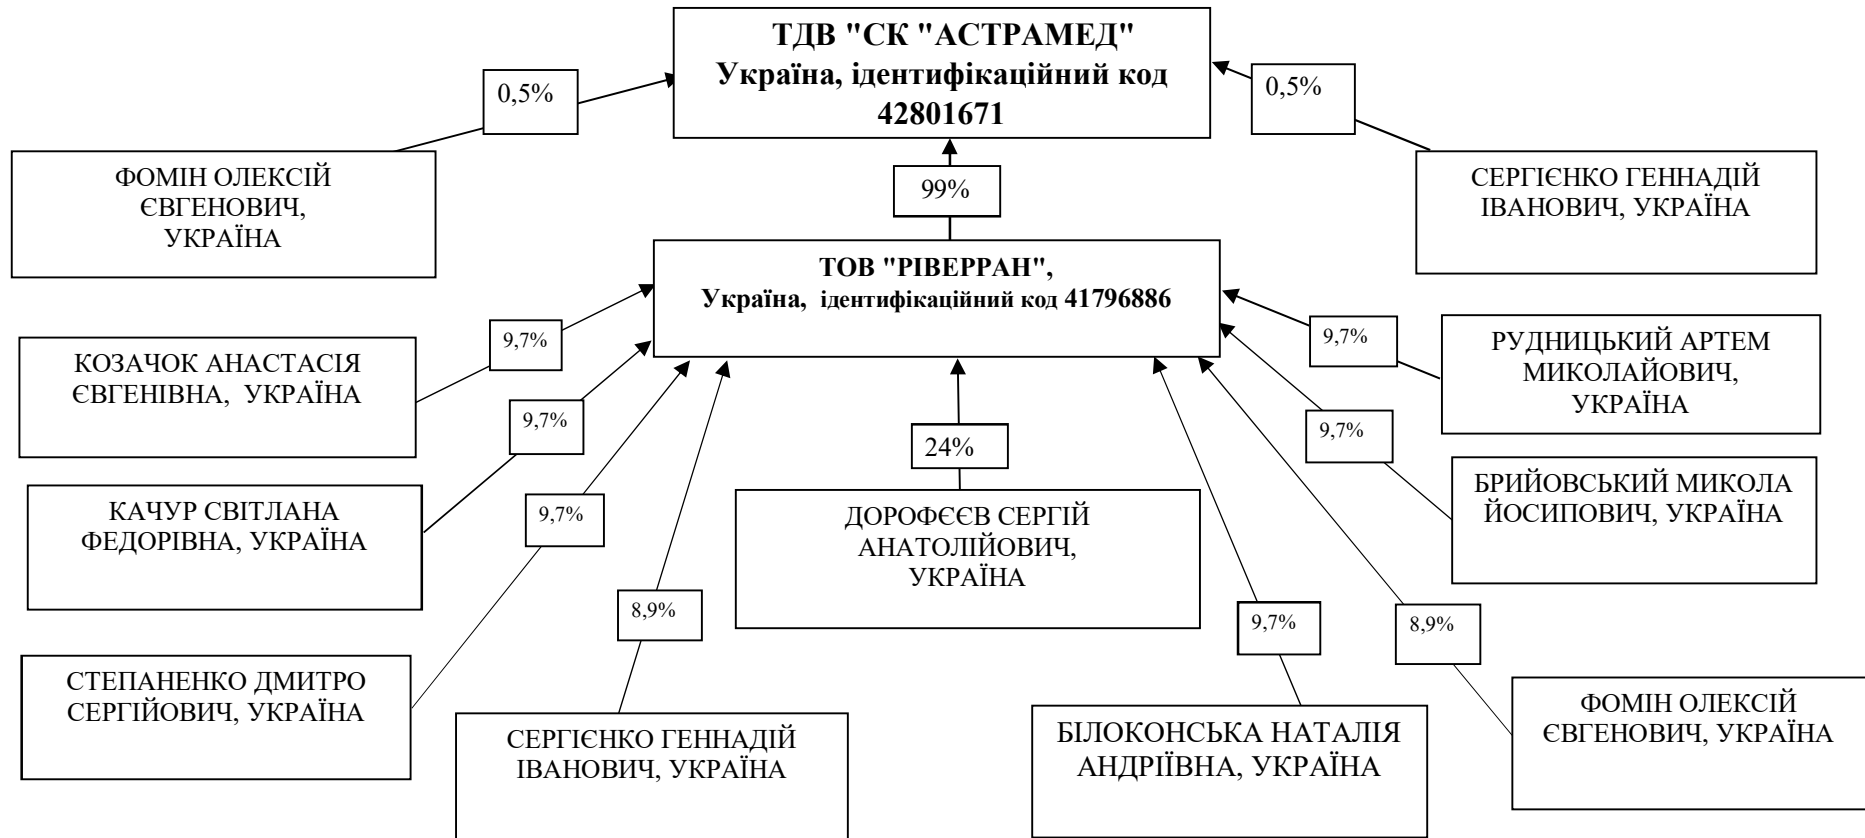 ТДВ "СК "АСТРАМЕД"
Україна, ідентифікаційний код
42801671
0,5%
0,5%
ФОМІН ОЛЕКСІЙ
ЄВГЕНОВИЧ,
УКРАЇНА
99%
СЕРГІЄНКО ГЕННАДІЙ
ІВАНОВИЧ, УКРАЇНА
ТОВ "РІВЕРРАН",
Україна, ідентифікаційний код 41796886
9,7%
9,7%
КОЗАЧОК АНАСТАСІЯ
ЄВГЕНІВНА, УКРАЇНА
РУДНИЦЬКИЙ АРТЕМ
МИКОЛАЙОВИЧ,
УКРАЇНА
9,7%
24%
9,7%
КАЧУР СВІТЛАНА
ФЕДОРІВНА, УКРАЇНА
9,7%
ДОРОФЄЄВ СЕРГІЙ
АНАТОЛІЙОВИЧ,
УКРАЇНА
БРИЙОВСЬКИЙ МИКОЛА
ЙОСИПОВИЧ, УКРАЇНА
8,9%
9,7%
8,9%
СТЕПАНЕНКО ДМИТРО
СЕРГІЙОВИЧ, УКРАЇНА
СЕРГІЄНКО ГЕННАДІЙ
ІВАНОВИЧ, УКРАЇНА
БІЛОКОНСЬКА НАТАЛІЯ
АНДРІЇВНА, УКРАЇНА
ФОМІН ОЛЕКСІЙ
ЄВГЕНОВИЧ, УКРАЇНА